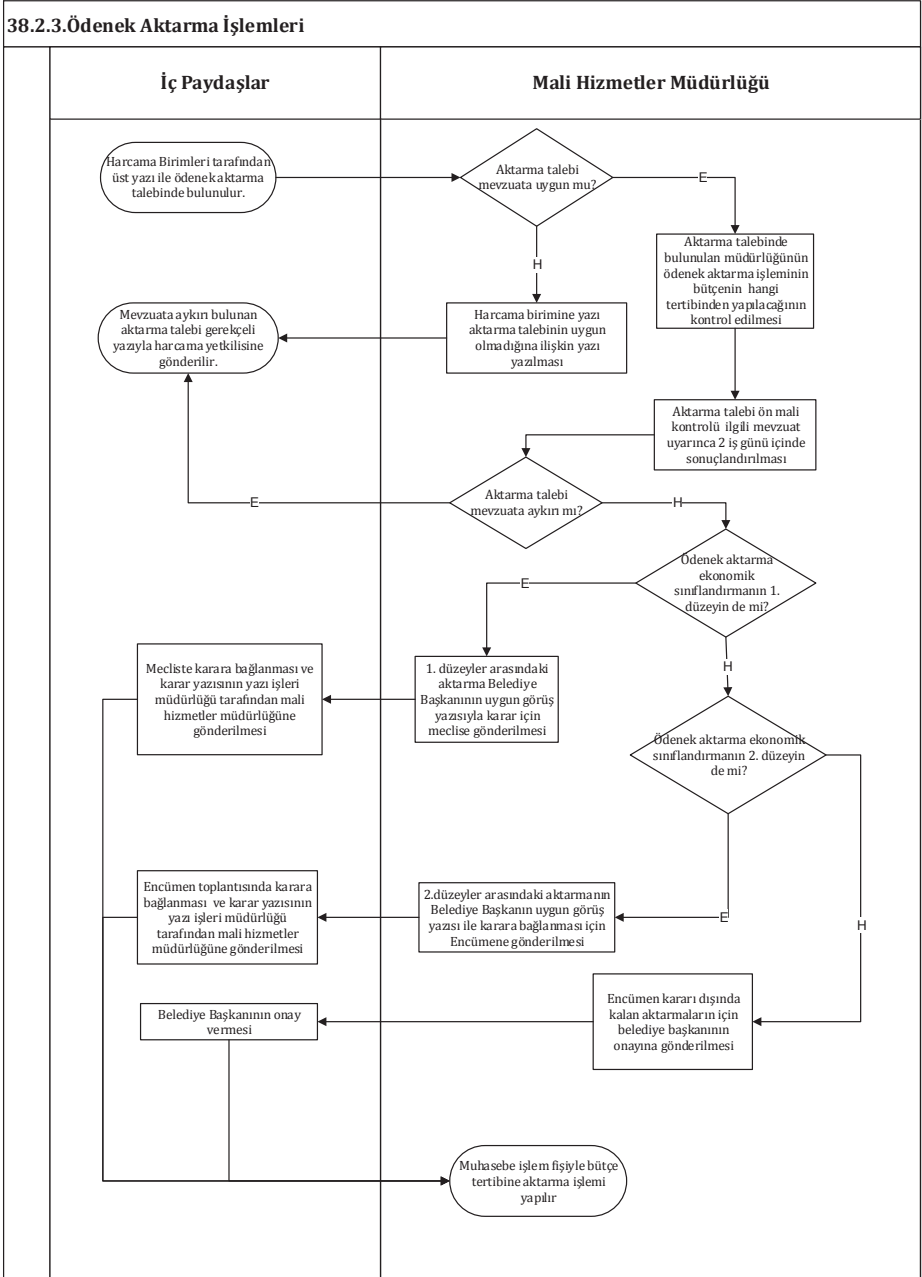 38.2.3.Ödenek Aktarma İşlemleri
İç Paydaşlar
Mali Hizmetler Müdürlüğü
Harcama Birimleri tarafından
üst yazı ile ödenek aktarma
talebinde bulunulur.
Aktarma talebi
mevzuata uygun mu?
E
H
Aktarma talebinde
bulunulan müdürlüğünün
ödenek aktarma işleminin
bütçenin hangi
tertibinden yapılacağının
kontrol edilmesi
Mevzuata aykırı bulunan
aktarma talebi gerekçeli
yazıyla harcama yetkilisine
gönderilir.
Harcama birimine yazı
aktarma talebinin uygun
olmadığına ilişkin yazı
yazılması
Aktarma talebi ön mali
kontrolü ilgili mevzuat
uyarınca 2 iş günü içinde
sonuçlandırılması
Aktarma talebi
mevzuata aykırı mı?
E
H
Ödenek aktarma
ekonomik
sınıflandırmanın 1.
düzeyin de mi?
E
H
Mecliste karara bağlanması ve
karar yazısının yazı işleri
müdürlüğü tarafından mali
hizmetler müdürlüğüne
gönderilmesi
1. düzeyler arasındaki
aktarma Belediye
Başkanının uygun görüş
yazısıyla karar için
meclise gönderilmesi
Ödenek aktarma ekonomik
sınıflandırmanın 2. düzeyin
de mi?
Encümen toplantısında karara
bağlanması ve karar yazısının
yazı işleri müdürlüğü
tarafından mali hizmetler
müdürlüğüne gönderilmesi
2.düzeyler arasındaki aktarmanın
Belediye Başkanın uygun görüş
yazısı ile karara bağlanması için
Encümene gönderilmesi
E
H
Belediye Başkanının onay
vermesi
Encümen kararı dışında
kalan aktarmaların için
belediye başkanının
onayına gönderilmesi
Muhasebe işlem fişiyle bütçe
tertibine aktarma işlemi
yapılır